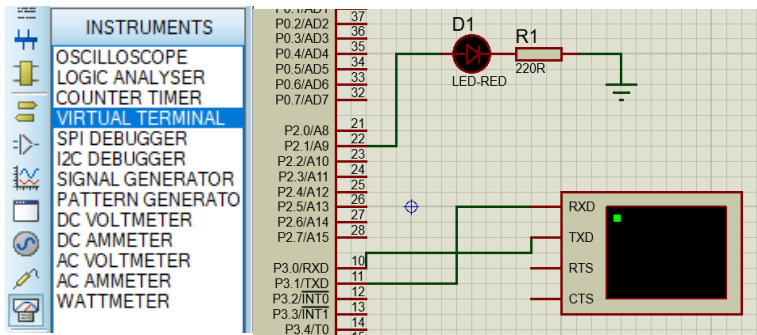 INSTRUMENTS
OSCILLOSCOPE
LOGIC ANALYSER
COUNTER TIMER
VIRTUAL TERMINAL
SPI DEBUGGER
I2C DEBUGGER
SIGNAL GENERATOR
PATTERN GENERATO
DC VOLTMETER
DC AMMETER
AC VOLTMETER
AC AMMETER
WATTMETER
P0.1/AD1
P0.2/AD2 37
P0.3/AD3 36
P0.4/AD4 35
P0.5/AD5 34
P0.6/AD6 33
P0.7/AD7 32
P2.0/A8 21
P2.1/A9 22
P2.2/A10 23
P2.3/A11 24
P2.4/A12 25
P2.5/A13 26
P2.6/A14 27
P2.7/A15 28
P3.0/RXD 10
P3.1/TXD 11
P3.2/INT0 12
P3.3/INT1 13
P3.4/T0 14
D1
LED-RED
R1
220R
RXD
TXD
RTS
CTS